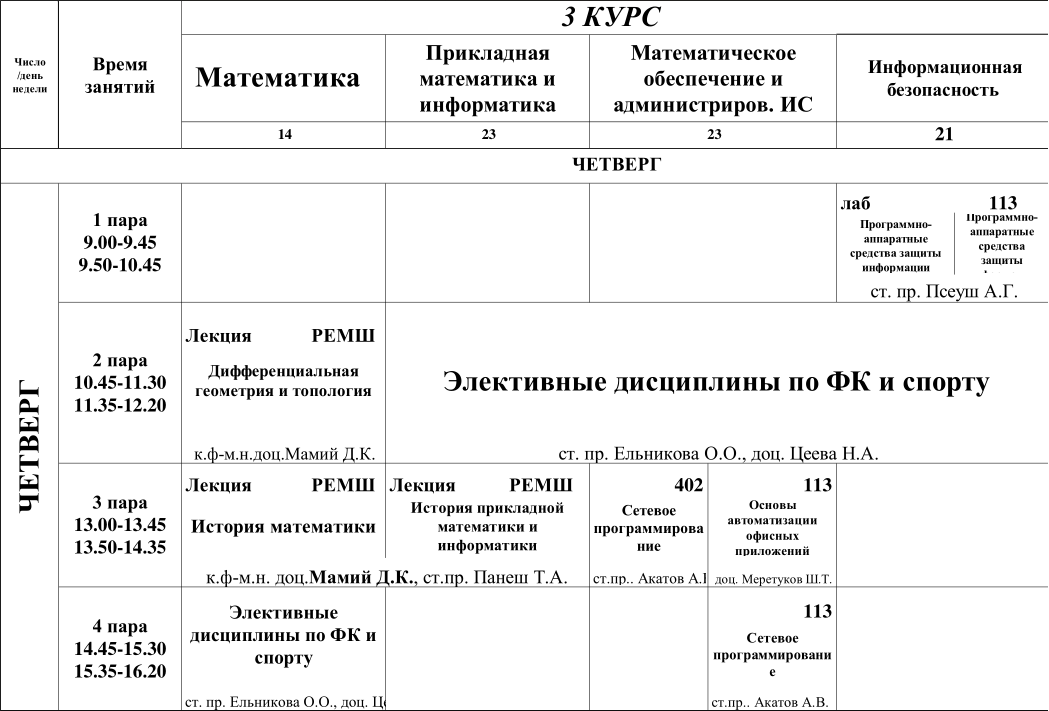 3 КУРС
Число
/день
недели
Время
занятий
Математика
Прикладная
математика и
информатика
Математическое
обеспечение и
администриров. ИС
Информационная
безопасность
14
23
23
21
ЧЕТВЕРГ
ЧЕТВЕРГ
1 пара
9.00-9.45
9.50-10.45
лаб 113
Программно-
аппаратные
средства защиты
информации
Программно-
аппаратные
средства
защиты
ст. пр. Псеуш А.Г.
2 пара
10.45-11.30
11.35-12.20
Лекция РЕМШ
Дифференциальная
геометрия и топология
к.ф-м.н.доц.Мамий Д.К.
Элективные дисциплины по ФК и спорту
ст. пр. Ельникова О.О., доц. Цеева Н.А.
3 пара
13.00-13.45
13.50-14.35
Лекция РЕМШ
История математики
Лекция РЕМШ
История прикладной
математики и
информатики
к.ф-м.н. доц.Мамий Д.К., ст.пр. Панеш Т.А.
402
Сетевое
программирова
ние
ст.пр.. Акатов А.
113
Основы
автоматизации
офисных
приложений
доц. Меретуков Ш.Т.
4 пара
14.45-15.30
15.35-16.20
Элективные
дисциплины по ФК и
спорту
ст. пр. Ельникова О.О., доц.
113
Сетевое
программировани
е
ст.пр.. Акатов А.В.